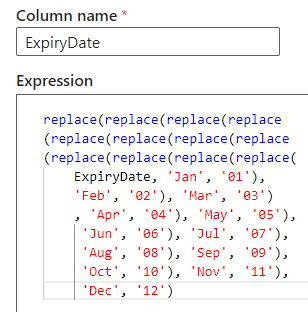 Column name *
ExpiryDate
Expression
replace(replace(replace(replace
(replace(replace(replace(replace
(replace(replace(replace(replace(
ExpiryDate, 'Jan', '01'),
'Feb', '02'), 'Mar', '03')
, 'Apr', '04'), 'May', '05'),
'Jun', '06'), 'Jul', '07'),
'Aug', '08'), 'Sep', '09'),
'Oct', '10'), 'Nov', '11'),
'Dec', '12')